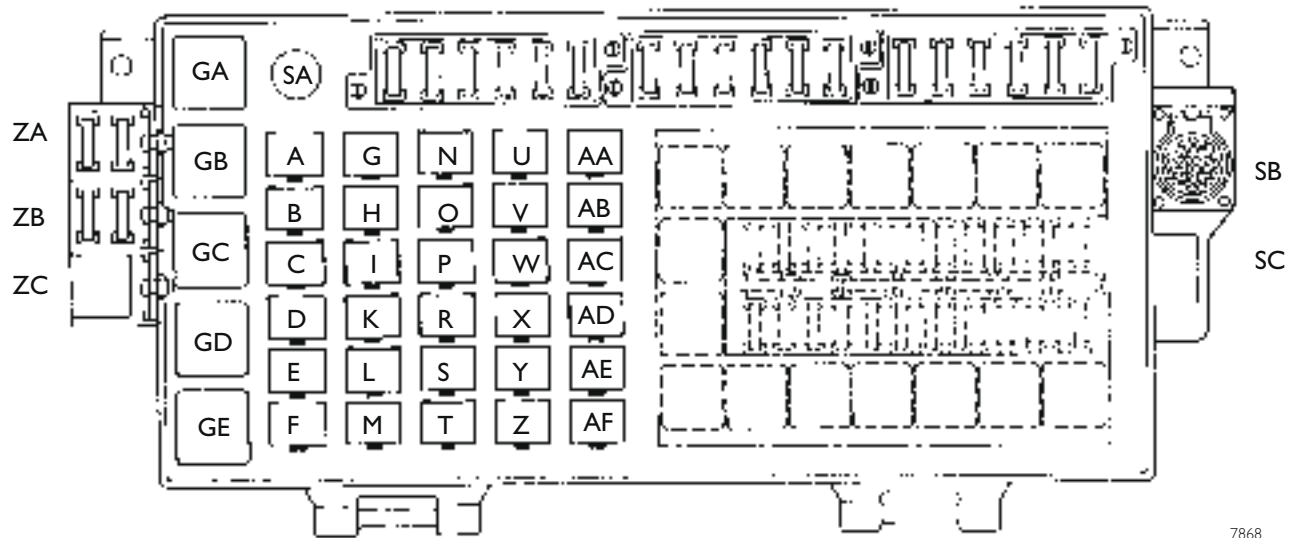 GA SA
ZA
GB A G N U AA
SB
ZB B H O V AB
GC C I P W AC SC
ZC
D K R X AD
GD
E L S Y AE
GE F M T Z AF
7868